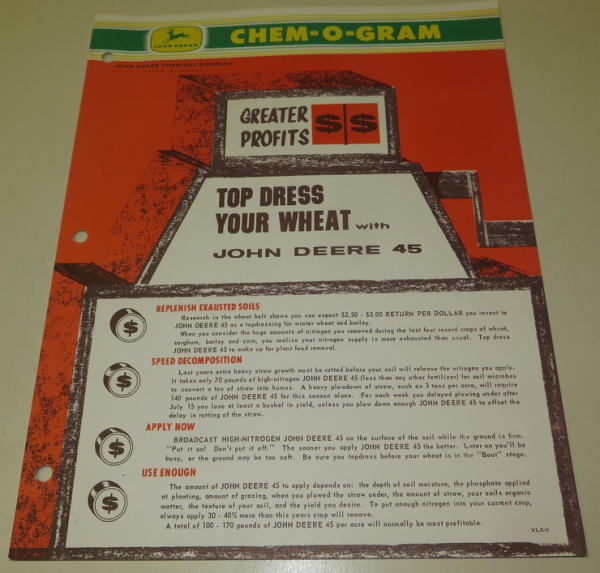 JOHN DEERE
CHEM-O-GRAM
JOHN DEERE CHEMICAL COMPANY
GREATER
PROFITS
$ $
TOP DRESS
YOUR WHEAT with
JOHN DEERE 45
REPLENISH EXAUSTED SOILS
Research in the wheat belt shows you can expect $2.50 - $3.00 RETURN PER DOLLAR you invest in
JOHN DEERE 45 as a topdressing for winter wheat and barley.
When you consider the huge amounts of nitrogen you removed during the last four record crops of wheat,
sorghum, barley and corn, you realize your nitrogen supply is more exhausted than usual. Top dress
JOHN DEERE 45 to make up for plant food removal.
SPEED DECOMPOSITION
Last years extra heavy straw growth must be rotted before your soil will release the nitrogen you apply.
It takes only 70 pounds of high-nitrogen JOHN DEERE 45 (less than any other fertilizer) for soil microbes
to convert a ton of straw into humus. A heavy plowdown of straw, such as 3 tons per acre, will require
140 pounds of JOHN DEERE 45 for this season alone. For each week you delayed plowing under after
July 15 you lose at least a bushel in yield, unless you plow down enough JOHN DEERE 45 to offset the
delay in rotting of the straw.
APPLY NOW
BROADCAST HIGH-NITROGEN JOHN DEERE 45 on the surface of the soil while the ground is firm.
"Put it on! Don't put it off." The sooner you apply JOHN DEERE 45 the better. Later on you'll be
busy, or the ground may be too soft. Be sure you topdress before your wheat is in the "Boot" stage.
USE ENOUGH
The amount of JOHN DEERE 45 to apply depends on: the depth of soil moisture, the phosphate applied
at planting, amount of grazing, when you plowed the straw under, the amount of straw, your soils organic
matter, the texture of your soil, and the yield you desire. To put enough nitrogen into your current crop,
always apply 30 - 40% more than this years crop will remove.
A total of 100 - 170 pounds of JOHN DEERE 45 per acre will normally be most profitable.